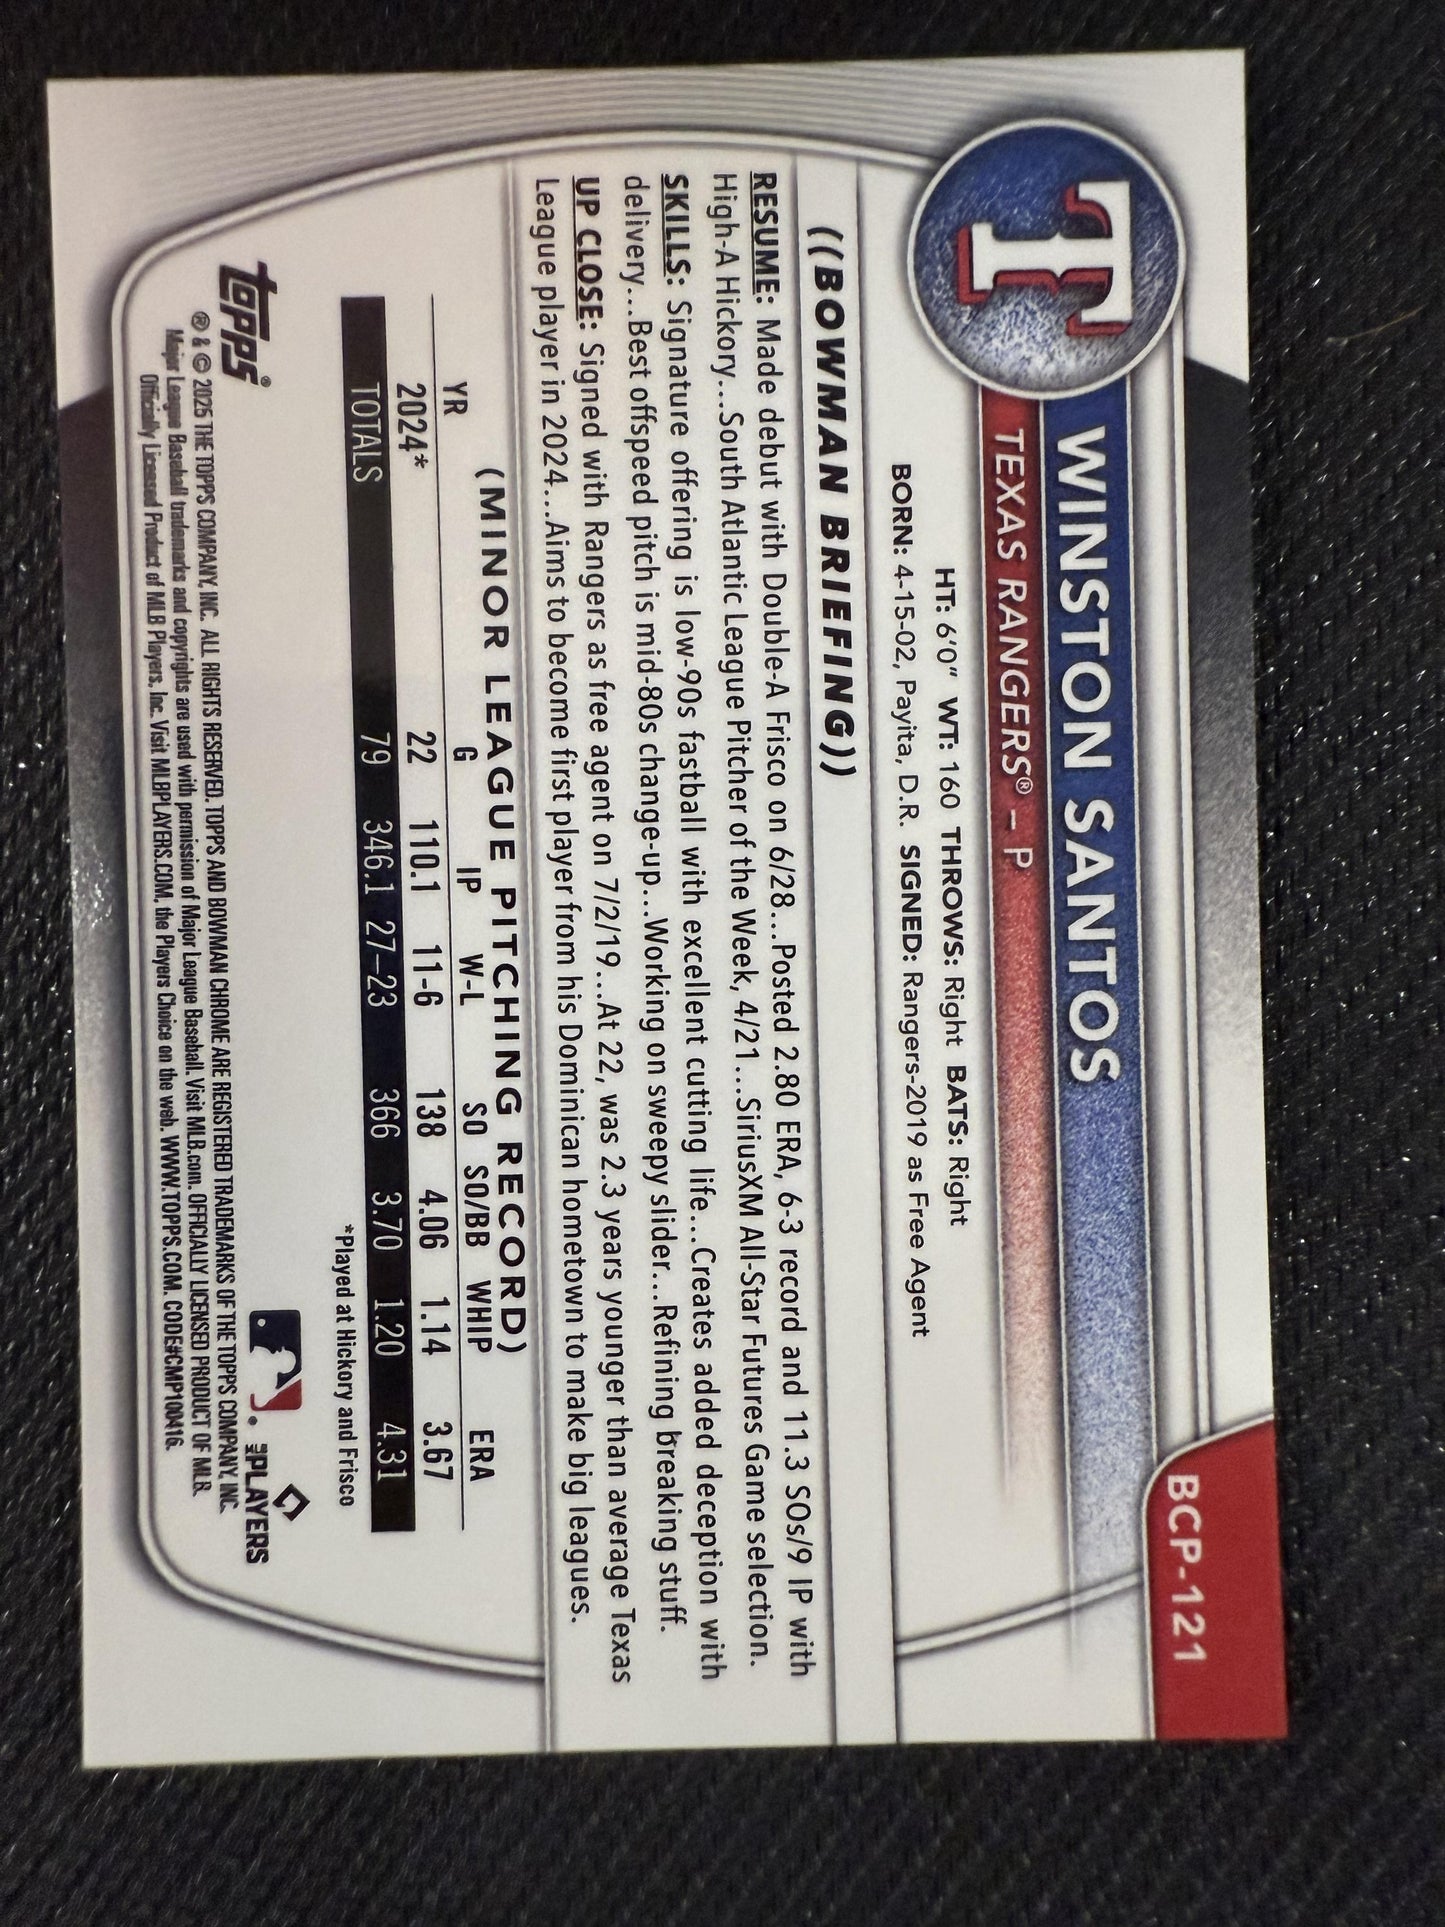 BCP-121
T
WINSTON SANTOS
TEXAS RANGERS® – P
HT: 6'0" WT: 160 THROWS: Right BATS: Right
BORN: 4-15-02, Payita, D.R. SIGNED: Rangers-2019 as Free Agent
((BOWMAN BRIEFING))
RESUME: Made debut with Double-A Frisco on 6/28...Posted 2.80 ERA, 6-3 record and 11.3 SOs/9 IP with
High-A Hickory...South Atlantic League Pitcher of the Week, 4/21...SiriusXM All-Star Futures Game selection.
SKILLS: Signature offering is low-90s fastball with excellent cutting life...Creates added deception with
delivery...Best offspeed pitch is mid-80s change-up...Working on sweepy slider...Refining breaking stuff.
UP CLOSE: Signed with Rangers as free agent on 7/2/19...At 22, was 2.3 years younger than average Texas
League player in 2024...Aims to become first player from his Dominican hometown to make big leagues.
(MINOR LEAGUE PITCHING RECORD)
YR G IP W-L SO SO/BB WHIP ERA
2024* 22 110.1 11-6 138 4.06 1.14 3.67
TOTALS 79 346.1 27-23 366 3.70 1.20 4.31
*Played at Hickory and Frisco
topps®
MLB PLAYERS
® & © 2025 THE TOPPS COMPANY, INC. ALL RIGHTS RESERVED. TOPPS AND BOWMAN CHROME ARE REGISTERED TRADEMARKS OF THE TOPPS COMPANY, INC.
Major League Baseball trademarks and copyrights are used with permission of Major League Baseball. Visit MLB.com. OFFICIALLY LICENSED PRODUCT OF MLB
Officially Licensed Product of MLB Players, Inc. Visit MLBPLAYERS.COM, the Players Choice on the web. WWW.TOPPS.COM. CODE#CMP100416.